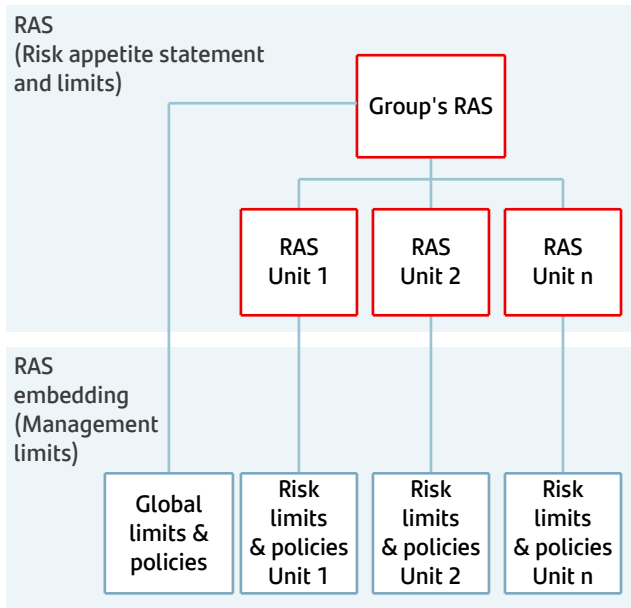 RAS
(Risk appetite statement
and limits)
Group's RAS
RAS
Unit 1
RAS
Unit 2
RAS
Unit n
RAS
embedding
(Management
limits)
Global
limits &
policies
Risk
limits
& policies
Unit 1
Risk
limits
& policies
Unit 2
Risk
limits
& policies
Unit n